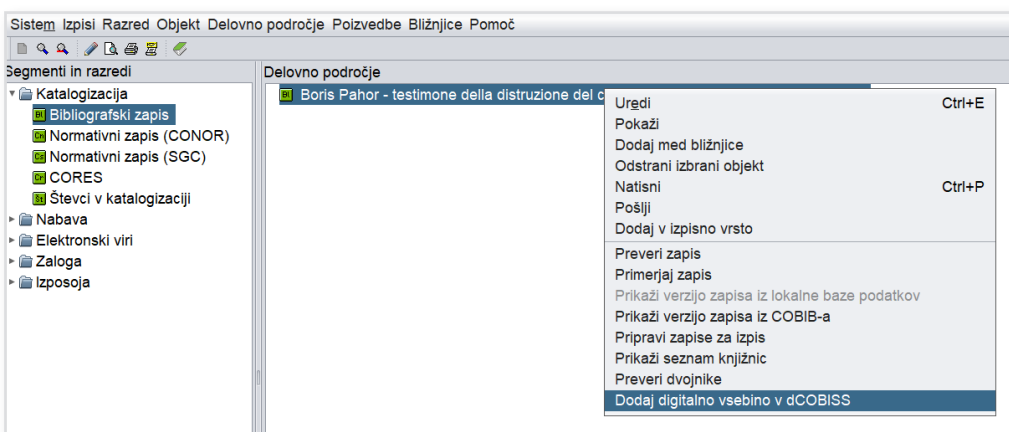 Sistem Izpisi Razred Objekt Delovno področje Poizvedbe Bližnjice Pomoč
Segmenti in razredi
Katalogizacija
Bibliografski zapis
Normativni zapis (CONOR)
Normativni zapis (SGC)
CORES
Števci v katalogizaciji
Nabava
Elektronski viri
Zaloga
Izposoja
Delovno področje
Boris Pahor - testimone della distruzione del c
Uredi Ctrl+E
Pokaži
Dodaj med bližnjice
Odstrani izbrani objekt
Natisni Ctrl+P
Pošlji
Dodaj v izpisno vrsto
Preveri zapis
Primerjaj zapis
Prikaži verzijo zapisa iz lokalne baze podatkov
Prikaži verzijo zapisa iz COBIB-a
Pripravi zapise za izpis
Prikaži seznam knjižnic
Preveri dvojnike
Dodaj digitalno vsebino v dCOBISS